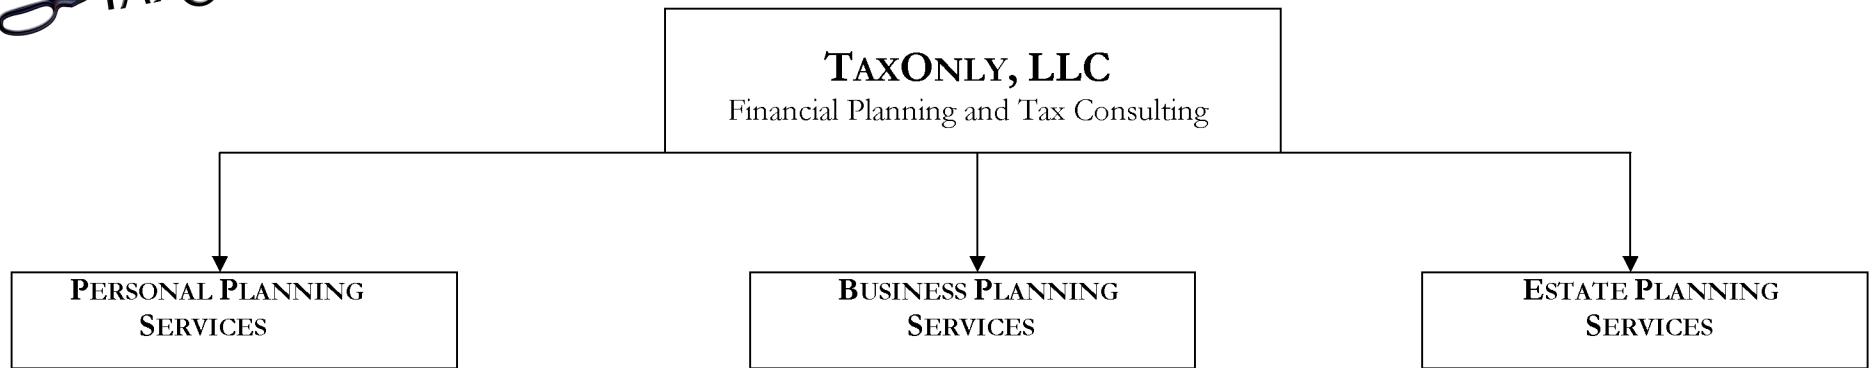 TAXONLY, LLC
Financial Planning and Tax Consulting
PERSONAL PLANNING
SERVICES
BUSINESS PLANNING
SERVICES
ESTATE PLANNING
SERVICES